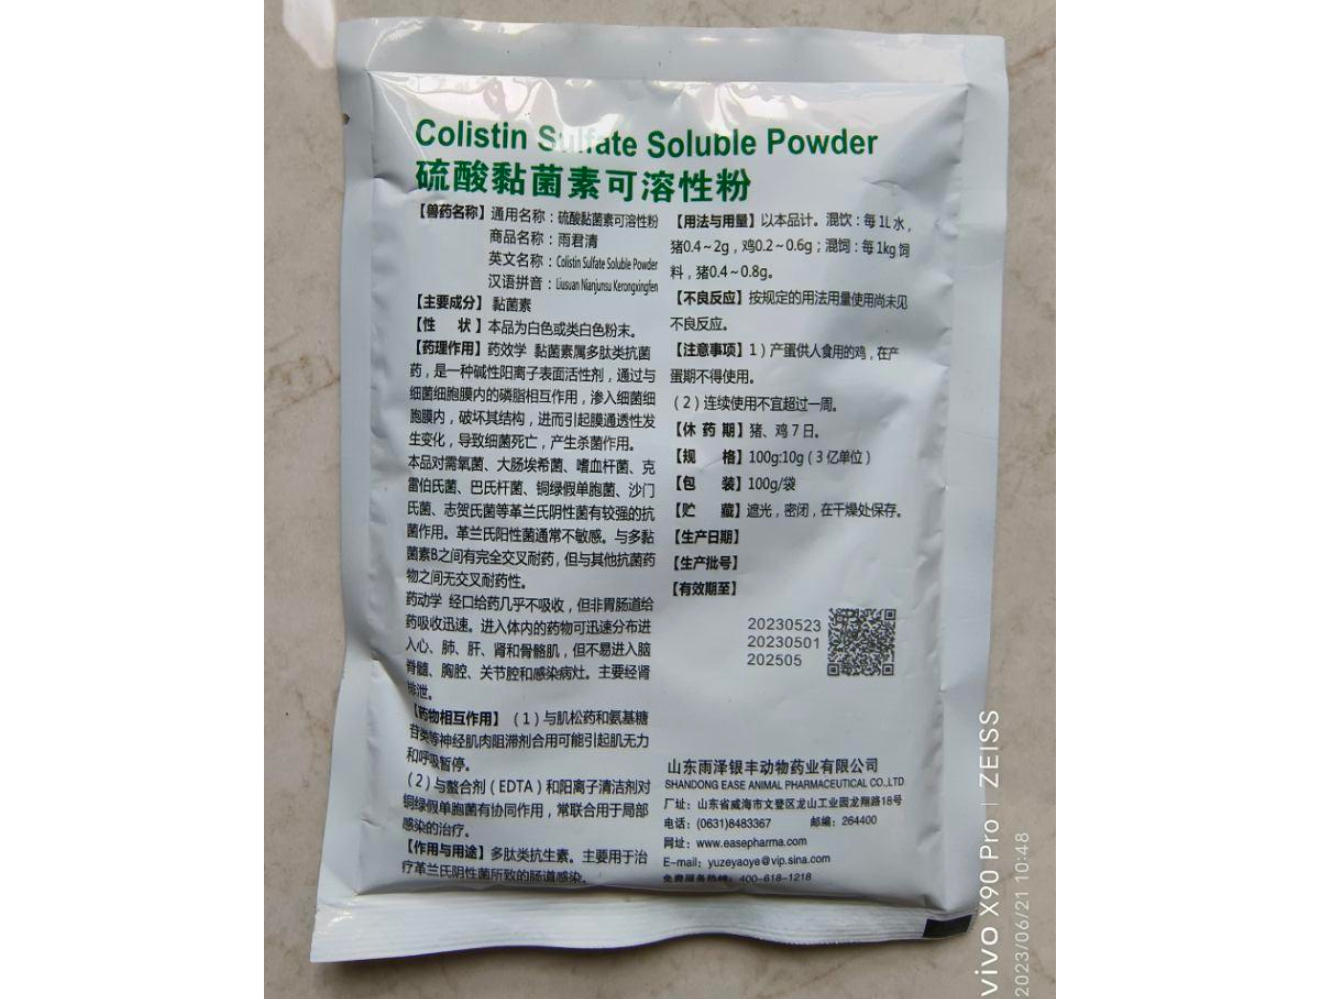 Colistin Sulfate Soluble Powder
硫酸黏菌素可溶性粉
【兽药名称】通用名称：硫酸黏菌素可溶性粉
商品名称：雨君清
英文名称：Colistin Sulfate Soluble Powder
汉语拼音：Liusuan Nianjunsu Kerongxingfen
【主要成分】黏菌素
【性 状】本品为白色或类白色粉末。
【药理作用】药效学 黏菌素属多肽类抗菌
药，是一种碱性阳离子表面活性剂，通过与
细菌细胞膜内的磷脂相互作用，渗入细菌细
胞膜内，破坏其结构，进而引起膜通透性发
生变化，导致细菌死亡，产生杀菌作用。
本品对需氧菌、大肠埃希菌、嗜血杆菌、克
雷伯氏菌、巴氏杆菌、铜绿假单胞菌、沙门
氏菌、志贺氏菌等革兰氏阴性菌有较强的抗
菌作用。革兰氏阳性菌通常不敏感。与多黏
菌素B之间有完全交叉耐药，但与其他抗菌药
物之间无交叉耐药性。
药动学 经口给药几乎不吸收，但非胃肠道给
药吸收迅速。进入体内的药物可迅速分布进
入心、肺、肝、肾和骨骼肌，但不易进入脑
脊髓、胸腔、关节腔和感染病灶。主要经肾
排泄。
【药物相互作用】（1）与肌松药和氨基糖
苷类等神经肌肉阻滞剂合用可能引起肌无力
和呼吸暂停。
（2）与螯合剂（EDTA）和阳离子清洁剂对
铜绿假单胞菌有协同作用，常联合用于局部
感染的治疗。
【作用与用途】多肽类抗生素。主要用于治
疗革兰氏阴性菌所致的肠道感染。
【用法与用量】以本品计。混饮：每1L水，
猪0.4~2g，鸡0.2~0.6g；混饲：每1kg饲
料，猪0.4~0.8g。
【不良反应】按规定的用法用量使用尚未见
不良反应。
【注意事项】1）产蛋供人食用的鸡，在产
蛋期不得使用。
（2）连续使用不宜超过一周。
【休 药 期】猪、鸡7日。
【规 格】100g:10g（3亿单位）
【包 装】100g/袋
【贮 藏】遮光，密闭，在干燥处保存。
【生产日期】
【生产批号】
【有效期至】
20230523
20230501
202505
山东雨泽银丰动物药业有限公司
SHANDONG EASE ANIMAL PHARMACEUTICAL CO.,LTD
厂址：山东省威海市文登区龙山工业园龙翔路18号
电话：(0631)8483367 邮编：264400
网址：www.easepharma.com
E-mail：yuzeyaoye@vip.sina.com
免费服务热线：400-618-1218
vivo X90 Pro | ZEISS
2023/06/21 10:48